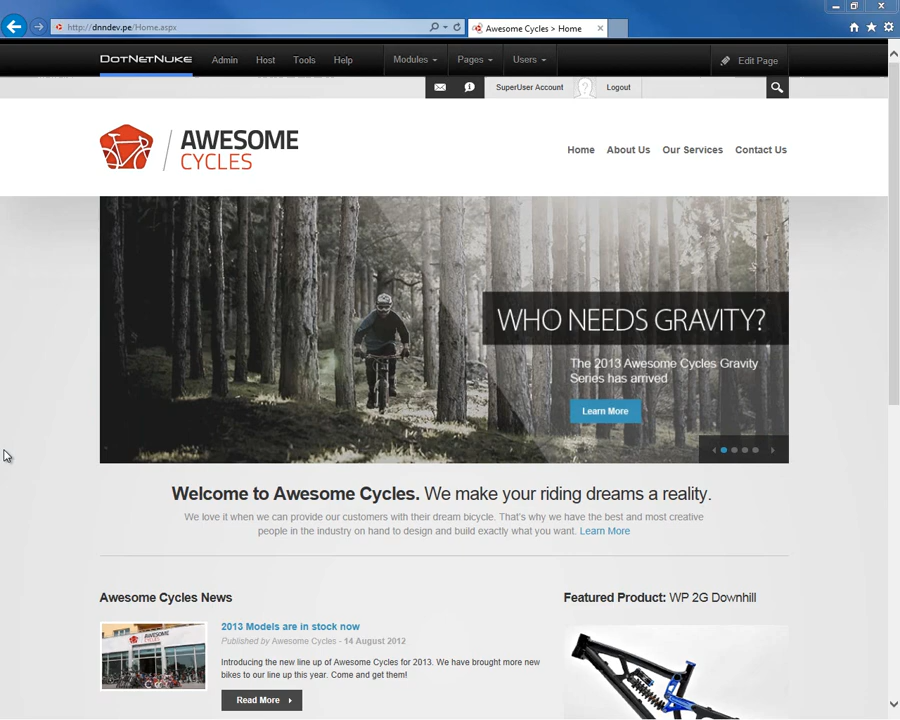 http://dnndev.pe/Home.aspx
Awesome Cycles > Home
DOTNETNUKE
Admin
Host
Tools
Help
Modules
Pages
Users
Edit Page
SuperUser Account
Logout
AWESOME
CYCLES
Home
About Us
Our Services
Contact Us
WHO NEEDS GRAVITY?
The 2013 Awesome Cycles Gravity
Series has arrived
Learn More
Welcome to Awesome Cycles. We make your riding dreams a reality.
We love it when we can provide our customers with their dream bicycle. That's why we have the best and most creative
people in the industry on hand to design and build exactly what you want. Learn More
Awesome Cycles News
Featured Product: WP 2G Downhill
AWESOME
CYCLES
2013 Models are in stock now
Published by Awesome Cycles - 14 August 2012
Introducing the new line up of Awesome Cycles for 2013. We have brought more new
bikes to our line up this year. Come and get them!
Read More